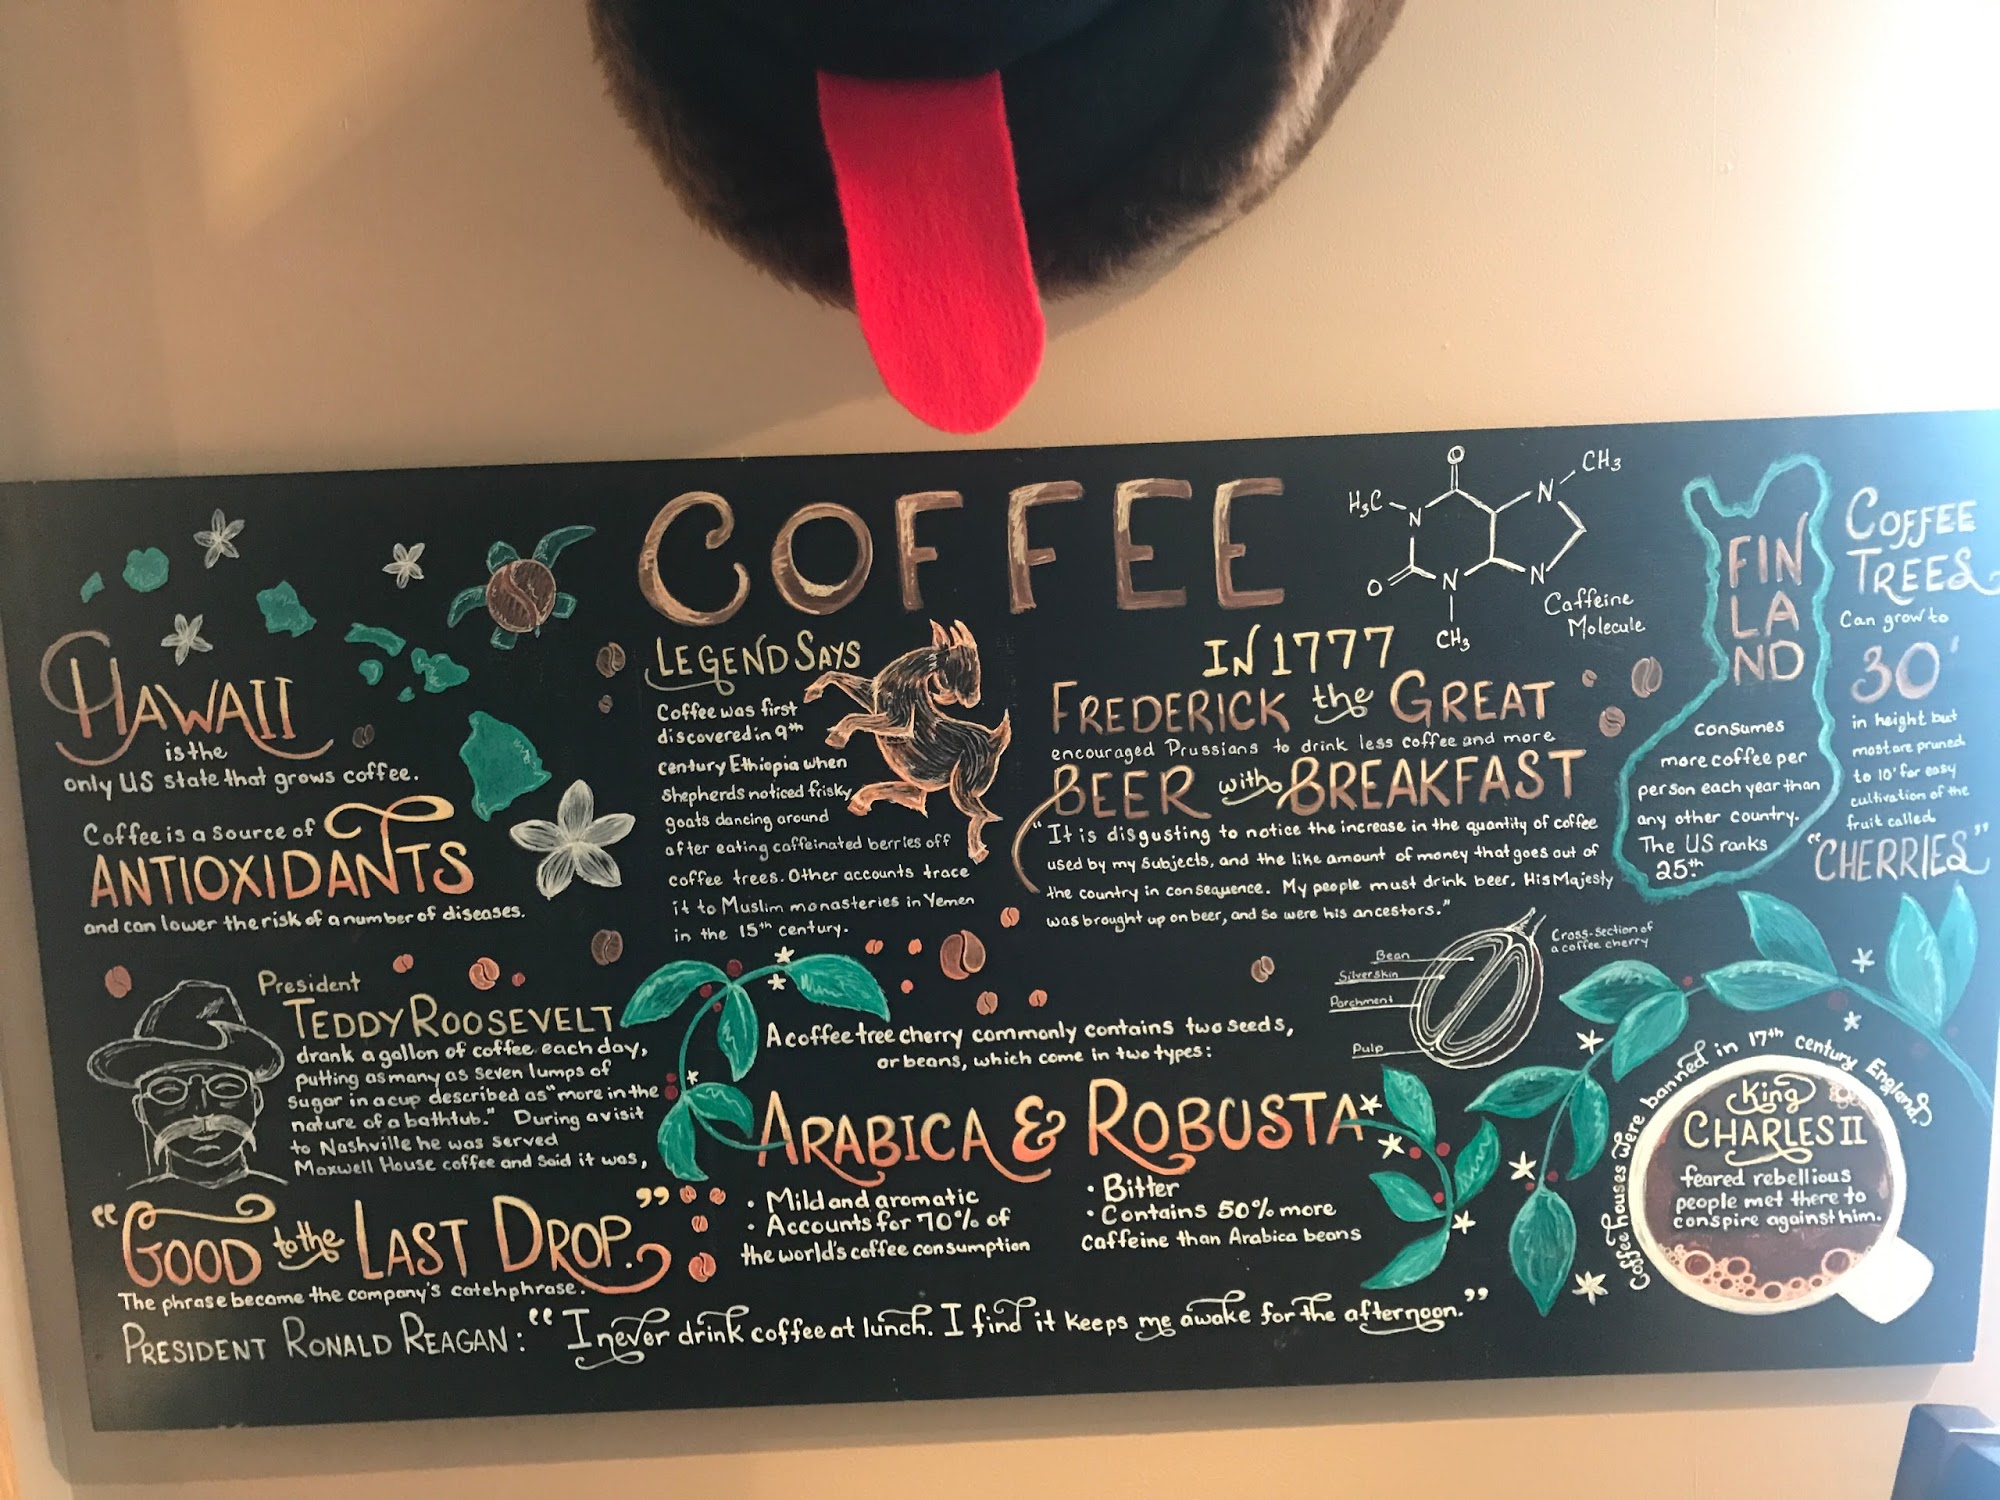 COFFEE
HAWAII
is the
only US state that grows coffee.
Coffee is a source of
ANTIOXIDANTS
and can lower the risk of a number of diseases.
President
TEDDY ROOSEVELT
drank a gallon of coffee each day,
putting as many as seven lumps of
sugar in a cup described as "more in the
nature of a bathtub." During a visit
to Nashville he was served
Maxwell House coffee and said it was,
"GOOD to the LAST DROP."
The phrase became the company's catchphrase.
PRESIDENT RONALD REAGAN: "I never drink coffee at lunch. I find it keeps me awake for the afternoon."
LEGEND SAYS
Coffee was first
discovered in 9th
century Ethiopia when
shepherds noticed frisky
goats dancing around
after eating caffeinated berries off
coffee trees. Other accounts trace
it to Muslim monasteries in Yemen
in the 15th century.
IN 1777
FREDERICK the GREAT
encouraged Prussians to drink less coffee and more
BEER with BREAKFAST
"It is disgusting to notice the increase in the quantity of coffee
used by my subjects, and the like amount of money that goes out of
the country in consequence. My people must drink beer. His Majesty
was brought up on beer, and so were his ancestors."
O
CH3
H3C
N
N
O
N
N
CH3
Caffeine
Molecule
A coffee tree cherry commonly contains two seeds,
or beans, which come in two types:
ARABICA & ROBUSTA
• Mild and aromatic
• Accounts for 70% of
the world's coffee consumption
• Bitter
• Contains 50% more
caffeine than Arabica beans
Cross-section of
a coffee cherry
Bean
Silverskin
Parchment
Pulp
FIN
LA
ND
consumes
more coffee per
person each year than
any other country.
The US ranks
25th
COFFEE
TREES
Can grow to
30'
in height but
most are pruned
to 10' for easy
cultivation of the
fruit called
"CHERRIES"
Coffee houses were banned in 17th century England.
King
CHARLES II
feared rebellious
people met there to
conspire against him.